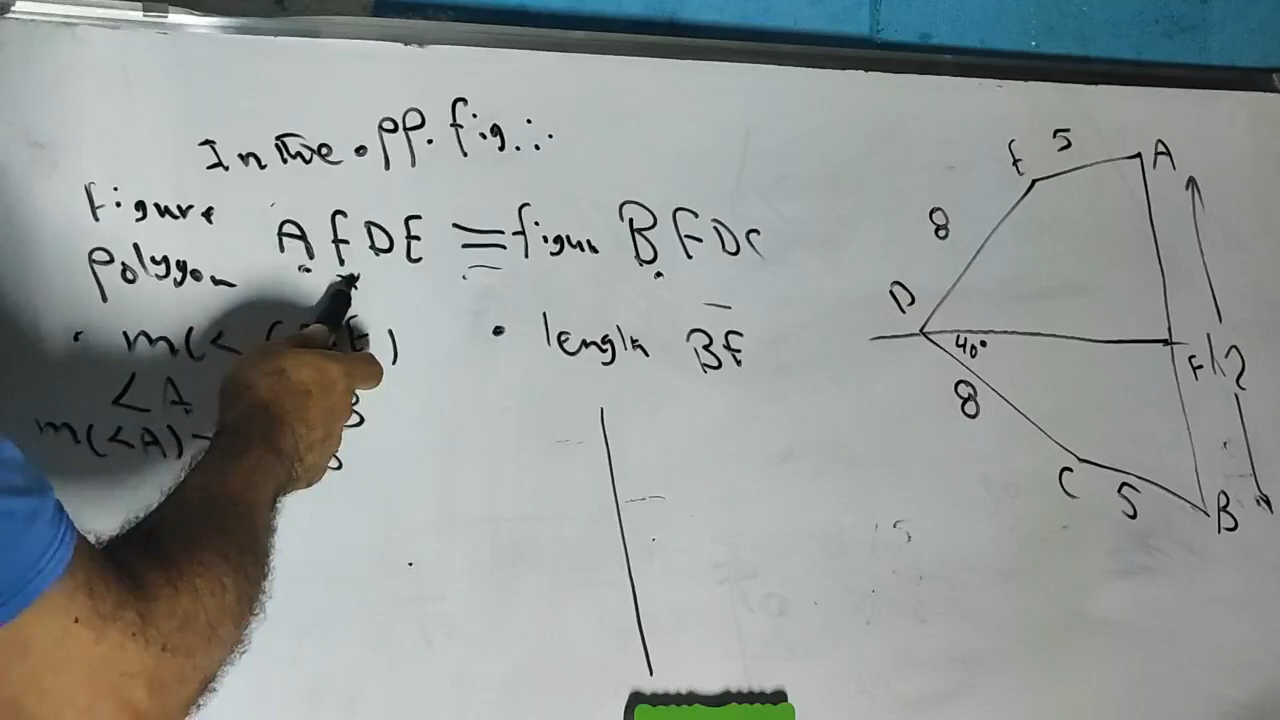 In the opp. fig. :.
Figure
polygon AFDE ≡ figure BFDC
• m(< E)
<A
m(<A)
• length BF
E 5 A
8
D 40° F 12
8
C 5 B